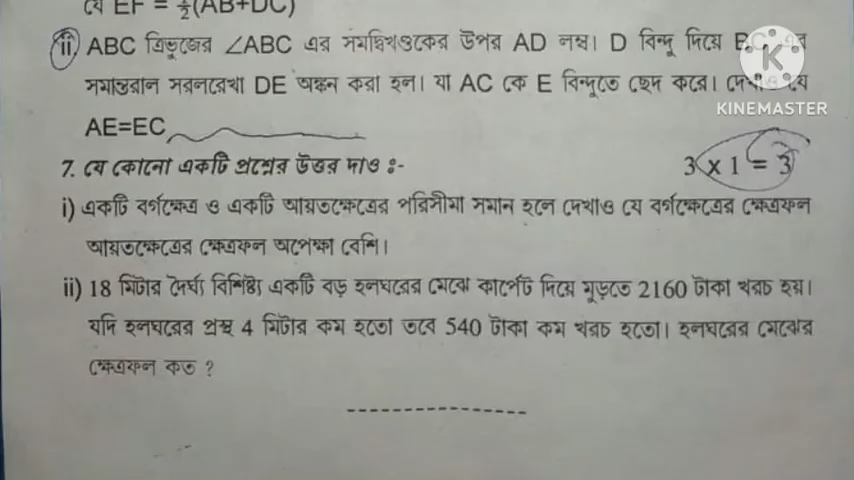 যে EF = ½(AB+DC)
ii ABC ত্রিভুজের ∠ABC এর সমদ্বিখণ্ডকের উপর AD লম্ব। D বিন্দু দিয়ে BC এর
সমান্তরাল সরলরেখা DE অঙ্কন করা হল। যা AC কে E বিন্দুতে ছেদ করে। দেখাও যে
KINEMASTER
AE=EC
7. যে কোনো একটি প্রশ্নের উত্তর দাও ঃ- 3 x 1 = 3
i) একটি বর্গক্ষেত্র ও একটি আয়তক্ষেত্রের পরিসীমা সমান হলে দেখাও যে বর্গক্ষেত্রের ক্ষেত্রফল
আয়তক্ষেত্রের ক্ষেত্রফল অপেক্ষা বেশি।
ii) 18 মিটার দৈর্ঘ্য বিশিষ্ট্য একটি বড় হলঘরের মেঝে কার্পেট দিয়ে মুড়তে 2160 টাকা খরচ হয়।
যদি হলঘরের প্রস্থ 4 মিটার কম হতো তবে 540 টাকা কম খরচ হতো। হলঘরের মেঝের
ক্ষেত্রফল কত ?